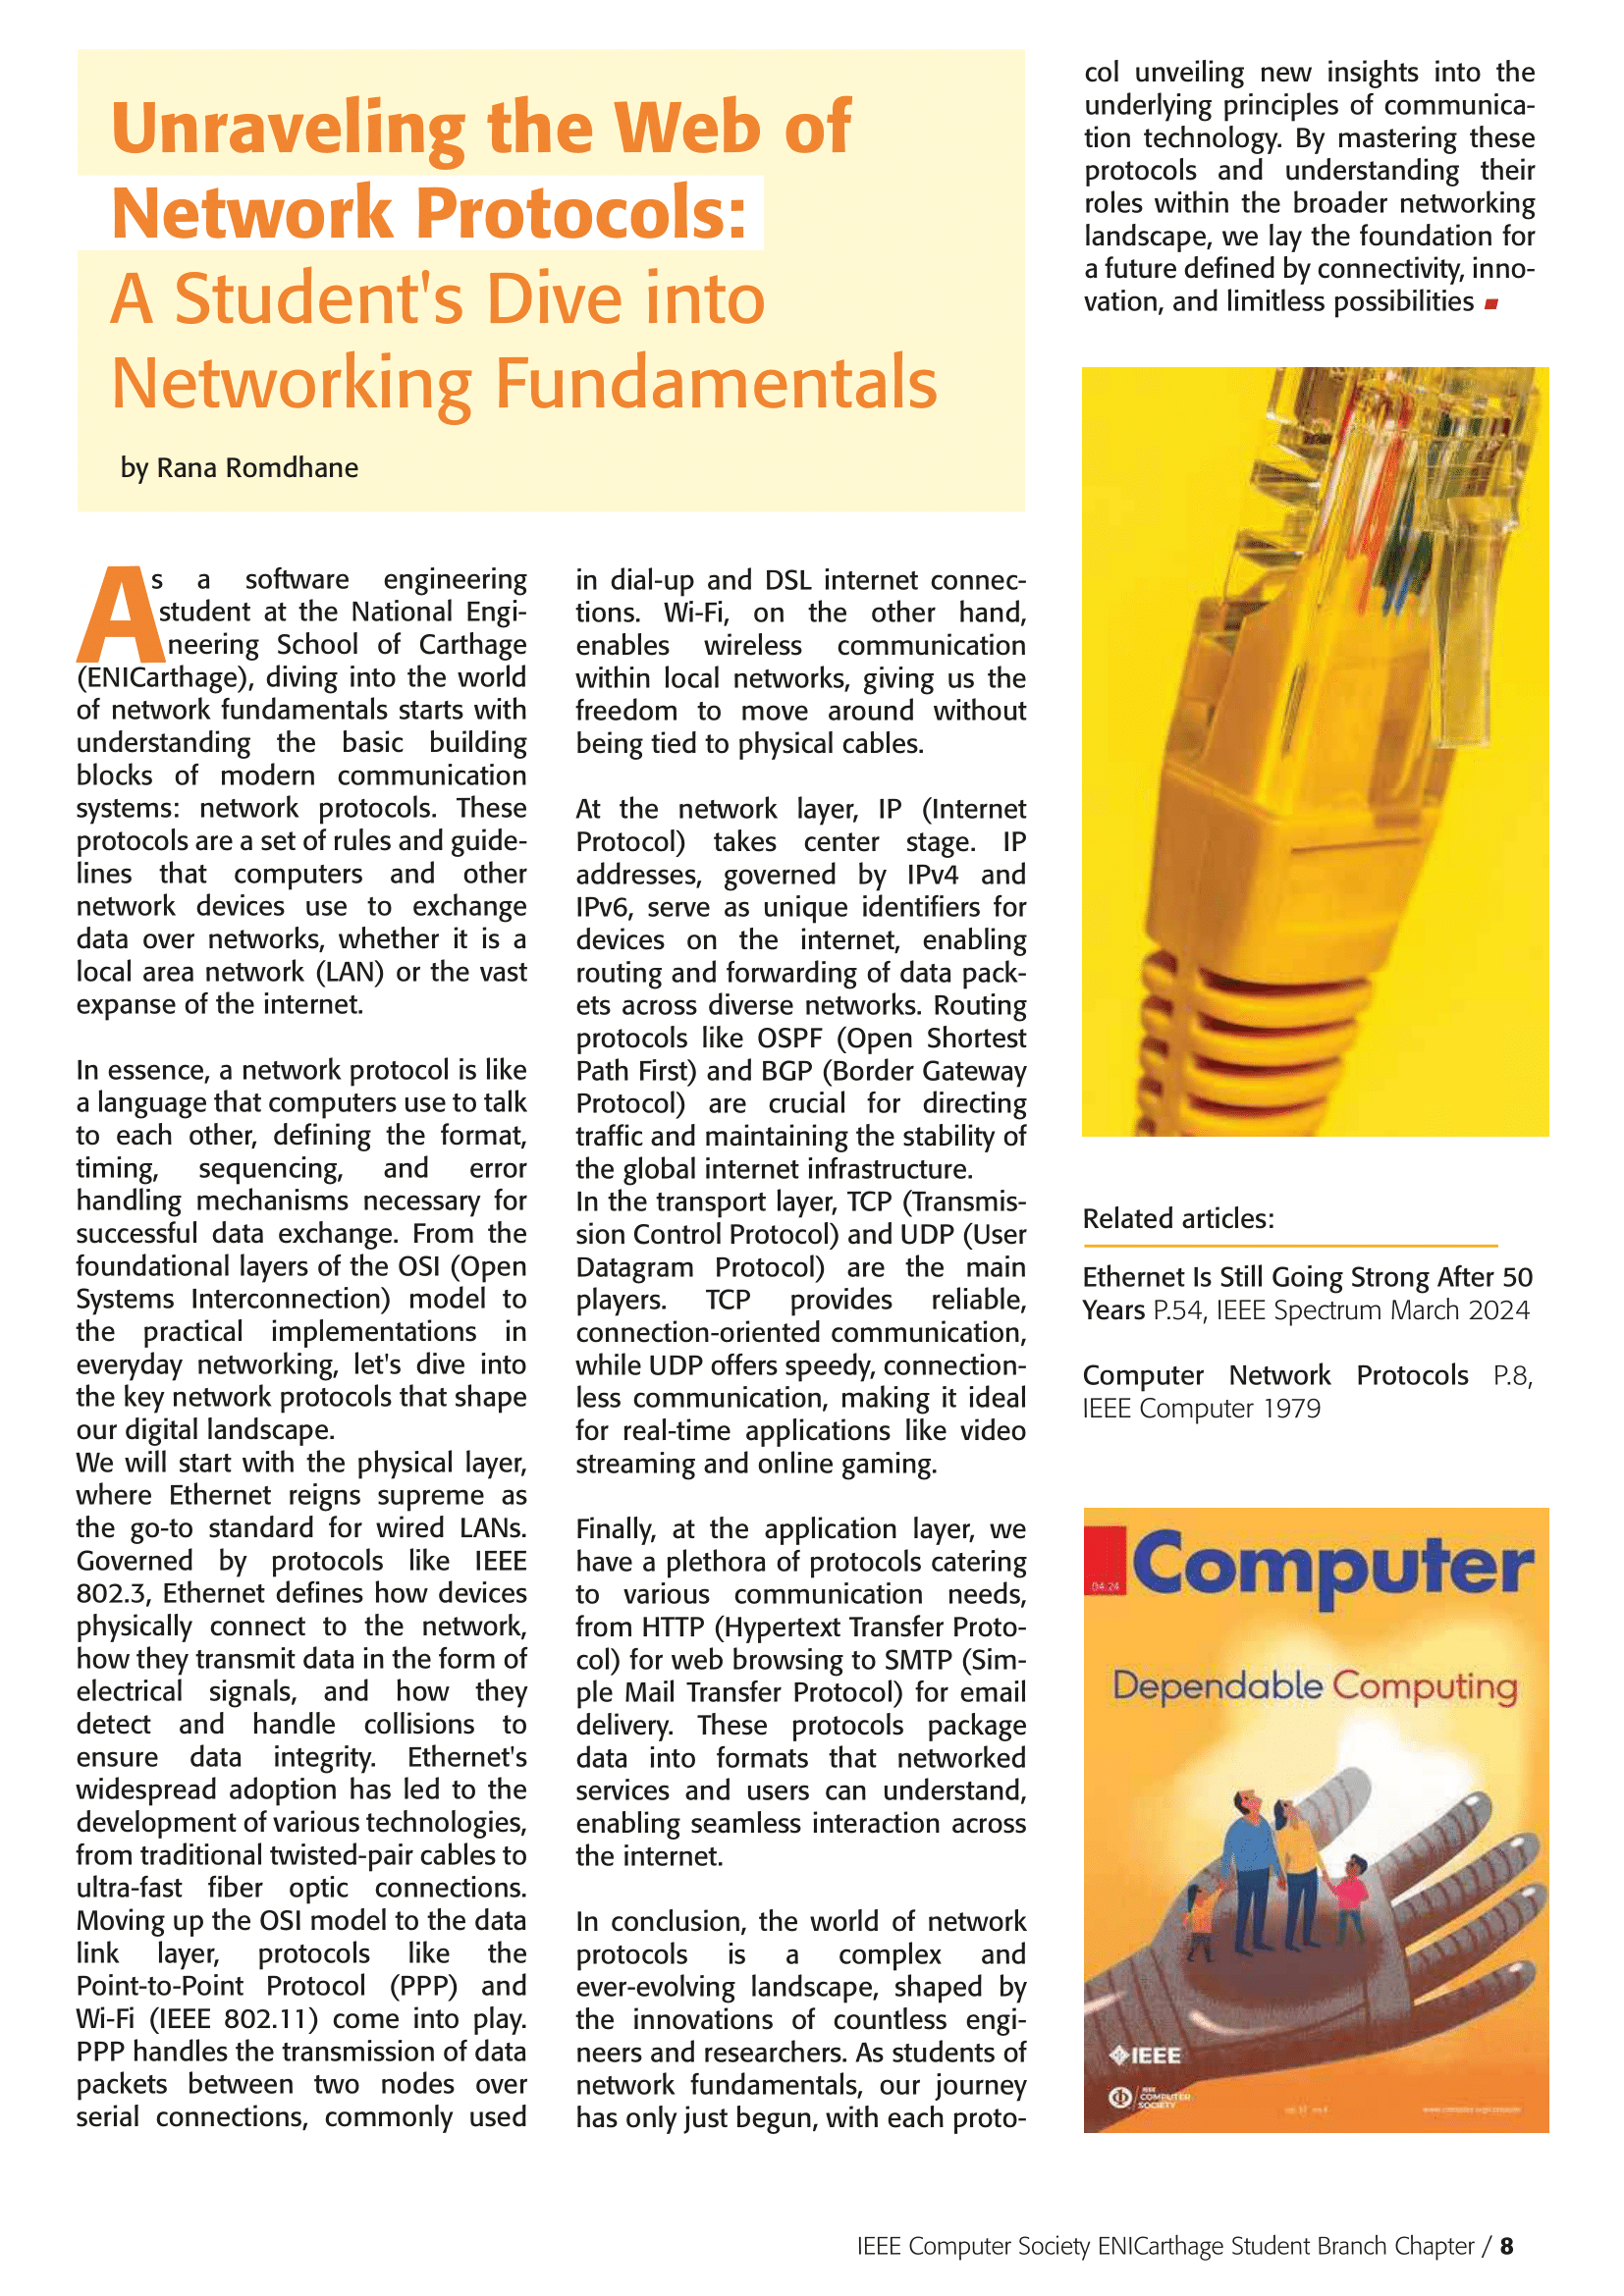 Unraveling the Web of
Network Protocols:
A Student's Dive into
Networking Fundamentals
by Rana Romdhane
As a software engineering
student at the National Engi-
neering School of Carthage
(ENICarthage), diving into the world
of network fundamentals starts with
understanding the basic building
blocks of modern communication
systems: network protocols. These
protocols are a set of rules and guide-
lines that computers and other
network devices use to exchange
data over networks, whether it is a
local area network (LAN) or the vast
expanse of the internet.
In essence, a network protocol is like
a language that computers use to talk
to each other, defining the format,
timing, sequencing, and error
handling mechanisms necessary for
successful data exchange. From the
foundational layers of the OSI (Open
Systems Interconnection) model to
the practical implementations in
everyday networking, let's dive into
the key network protocols that shape
our digital landscape.
We will start with the physical layer,
where Ethernet reigns supreme as
the go-to standard for wired LANs.
Governed by protocols like IEEE
802.3, Ethernet defines how devices
physically connect to the network,
how they transmit data in the form of
electrical signals, and how they
detect and handle collisions to
ensure data integrity. Ethernet's
widespread adoption has led to the
development of various technologies,
from traditional twisted-pair cables to
ultra-fast fiber optic connections.
Moving up the OSI model to the data
link layer, protocols like the
Point-to-Point Protocol (PPP) and
Wi-Fi (IEEE 802.11) come into play.
PPP handles the transmission of data
packets between two nodes over
serial connections, commonly used
in dial-up and DSL internet connec-
tions. Wi-Fi, on the other hand,
enables wireless communication
within local networks, giving us the
freedom to move around without
being tied to physical cables.
At the network layer, IP (Internet
Protocol) takes center stage. IP
addresses, governed by IPv4 and
IPv6, serve as unique identifiers for
devices on the internet, enabling
routing and forwarding of data pack-
ets across diverse networks. Routing
protocols like OSPF (Open Shortest
Path First) and BGP (Border Gateway
Protocol) are crucial for directing
traffic and maintaining the stability of
the global internet infrastructure.
In the transport layer, TCP (Transmis-
sion Control Protocol) and UDP (User
Datagram Protocol) are the main
players. TCP provides reliable,
connection-oriented communication,
while UDP offers speedy, connection-
less communication, making it ideal
for real-time applications like video
streaming and online gaming.
Finally, at the application layer, we
have a plethora of protocols catering
to various communication needs,
from HTTP (Hypertext Transfer Proto-
col) for web browsing to SMTP (Sim-
ple Mail Transfer Protocol) for email
delivery. These protocols package
data into formats that networked
services and users can understand,
enabling seamless interaction across
the internet.
In conclusion, the world of network
protocols is a complex and
ever-evolving landscape, shaped by
the innovations of countless engi-
neers and researchers. As students of
network fundamentals, our journey
has only just begun, with each proto-
col unveiling new insights into the
underlying principles of communica-
tion technology. By mastering these
protocols and understanding their
roles within the broader networking
landscape, we lay the foundation for
a future defined by connectivity, inno-
vation, and limitless possibilities
Related articles:
Ethernet Is Still Going Strong After 50
Years P.54, IEEE Spectrum March 2024
Computer Network Protocols P.8,
IEEE Computer 1979
04.24
Computer
Dependable Computing
IEEE
IEEE
COMPUTER
SOCIETY
IEEE Computer Society ENICarthage Student Branch Chapter / 8